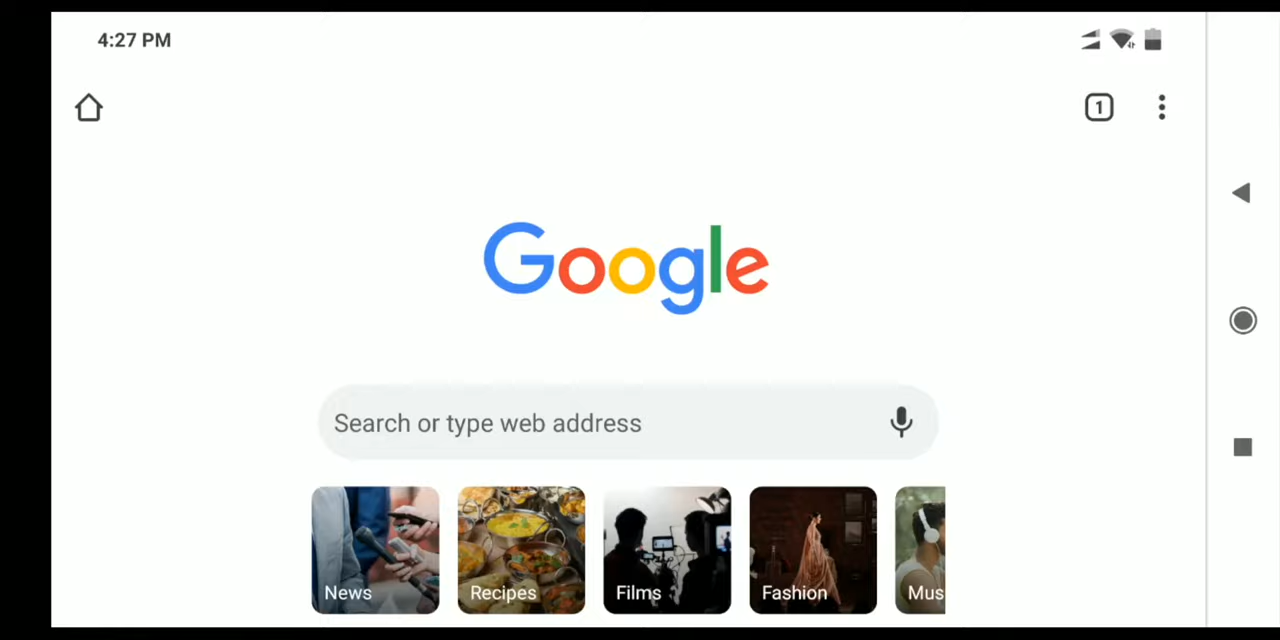 4:27 PM
1
Google
Search or type web address
News
Recipes
Films
Fashion
Mus